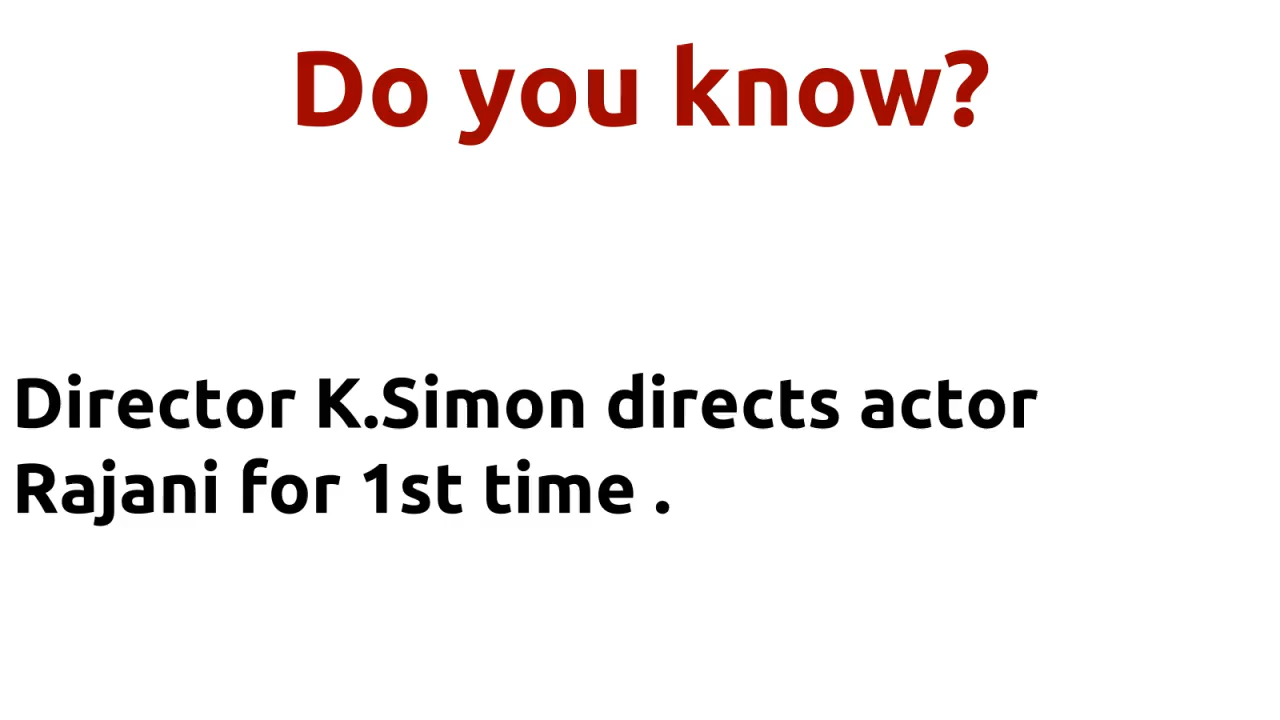 Do you know?
Director K.Simon directs actor
Rajani for 1st time .